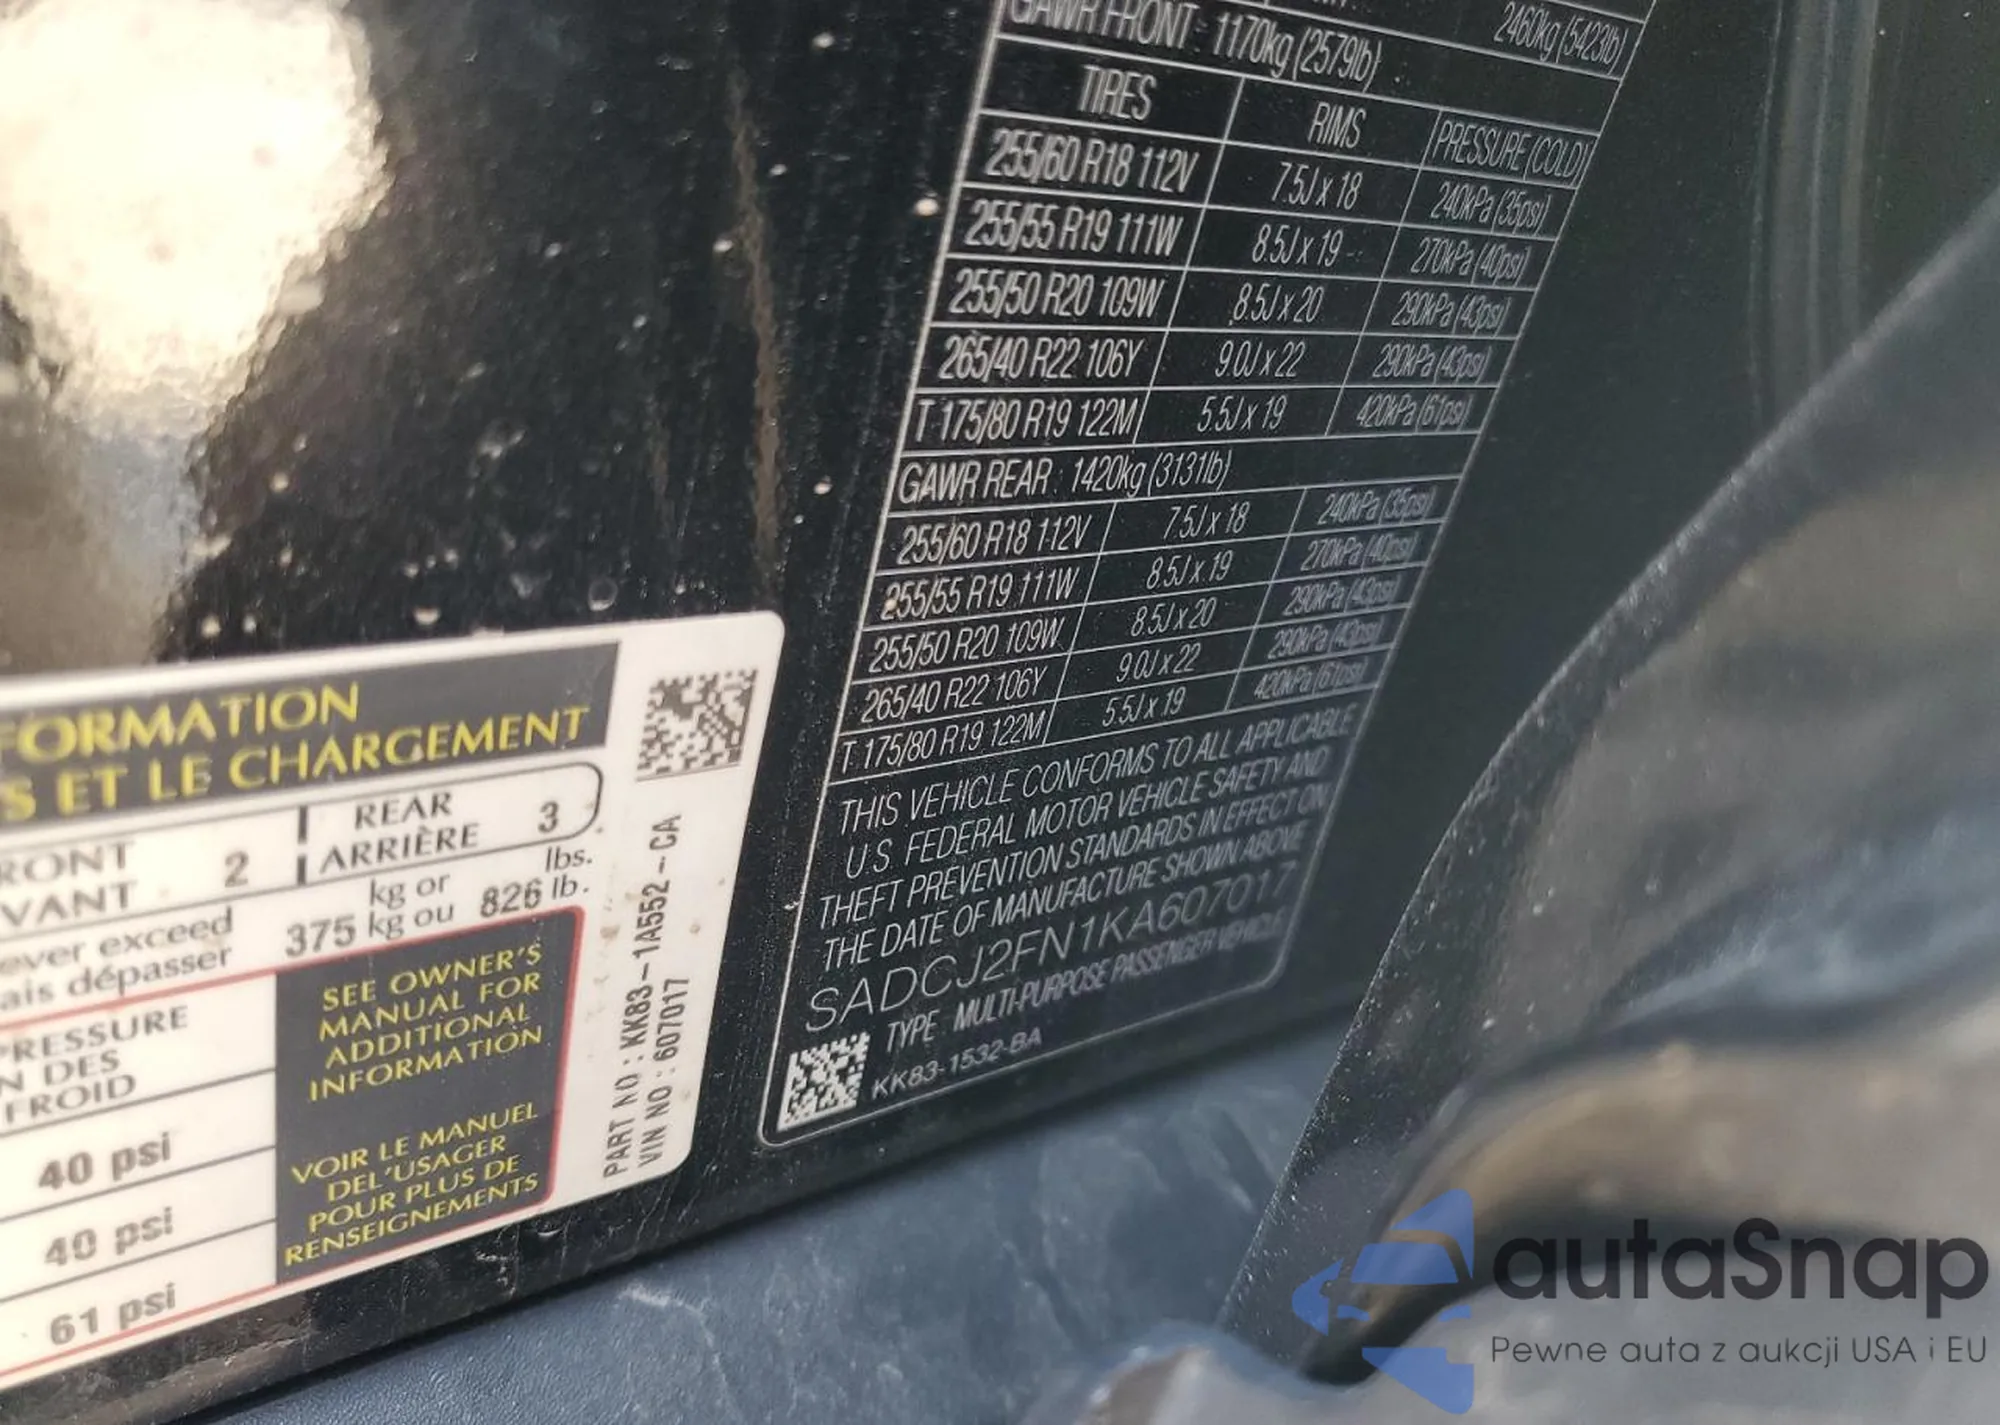 2460kg (5423lb)
GAWR FRONT : 1170kg (2579lb)
TIRES RIMS PRESSURE (COLD)
255/60 R18 112V 7.5J x 18 240kPa (35psi)
255/55 R19 111W 8.5J x 19 270kPa (40psi)
255/50 R20 109W 8.5J x 20 290kPa (43psi)
265/40 R22 106Y 9.0J x 22 290kPa (43psi)
T 175/80 R19 122M 5.5J x 19 420kPa (61psi)
GAWR REAR : 1420kg (3131lb)
255/60 R18 112V 7.5J x 18 240kPa (35psi)
255/55 R19 111W 8.5J x 19 270kPa (40psi)
255/50 R20 109W 8.5J x 20 290kPa (43psi)
265/40 R22 106Y 9.0J x 22 290kPa (43psi)
T 175/80 R19 122M 5.5J x 19 420kPa (61psi)
THIS VEHICLE CONFORMS TO ALL APPLICABLE
U.S. FEDERAL MOTOR VEHICLE SAFETY AND
THEFT PREVENTION STANDARDS IN EFFECT ON
THE DATE OF MANUFACTURE SHOWN ABOVE
SADCJ2FN1KA607017
TYPE MULTI-PURPOSE PASSENGER VEHICLE
KK83-1532-BA
FORMATION
S ET LE CHARGEMENT
RONT 2 REAR 3
VANT ARRIÈRE
ever exceed 375 kg or 826 lbs.
ais dépasser kg ou lb.
PRESSURE
N DES
FROID
40 psi
40 psi
61 psi
SEE OWNER'S
MANUAL FOR
ADDITIONAL
INFORMATION
VOIR LE MANUEL
DEL'USAGER
POUR PLUS DE
RENSEIGNEMENTS
PART NO : KK83-1A552-CA
VIN NO : 607017
autaSnap
Pewne auta z aukcji USA i EU